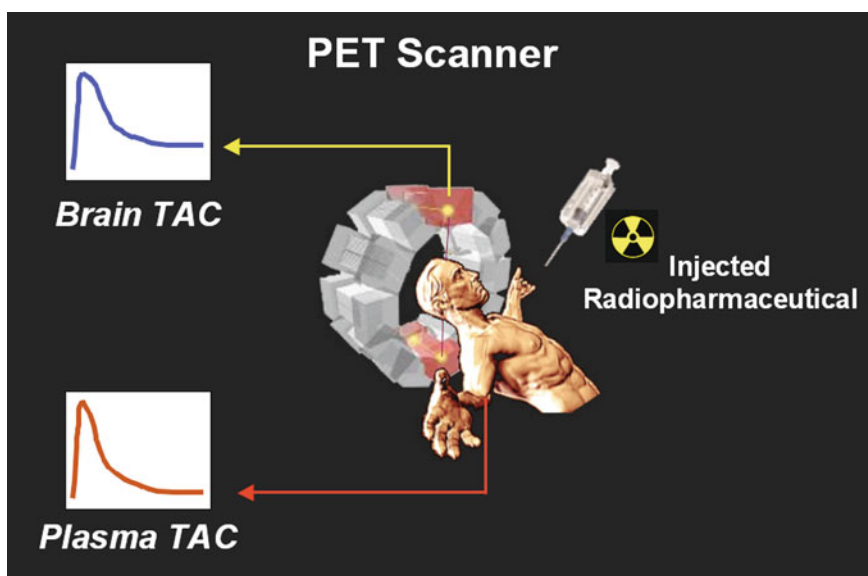 PET Scanner
Brain TAC
Injected
Radiopharmaceutical
Plasma TAC